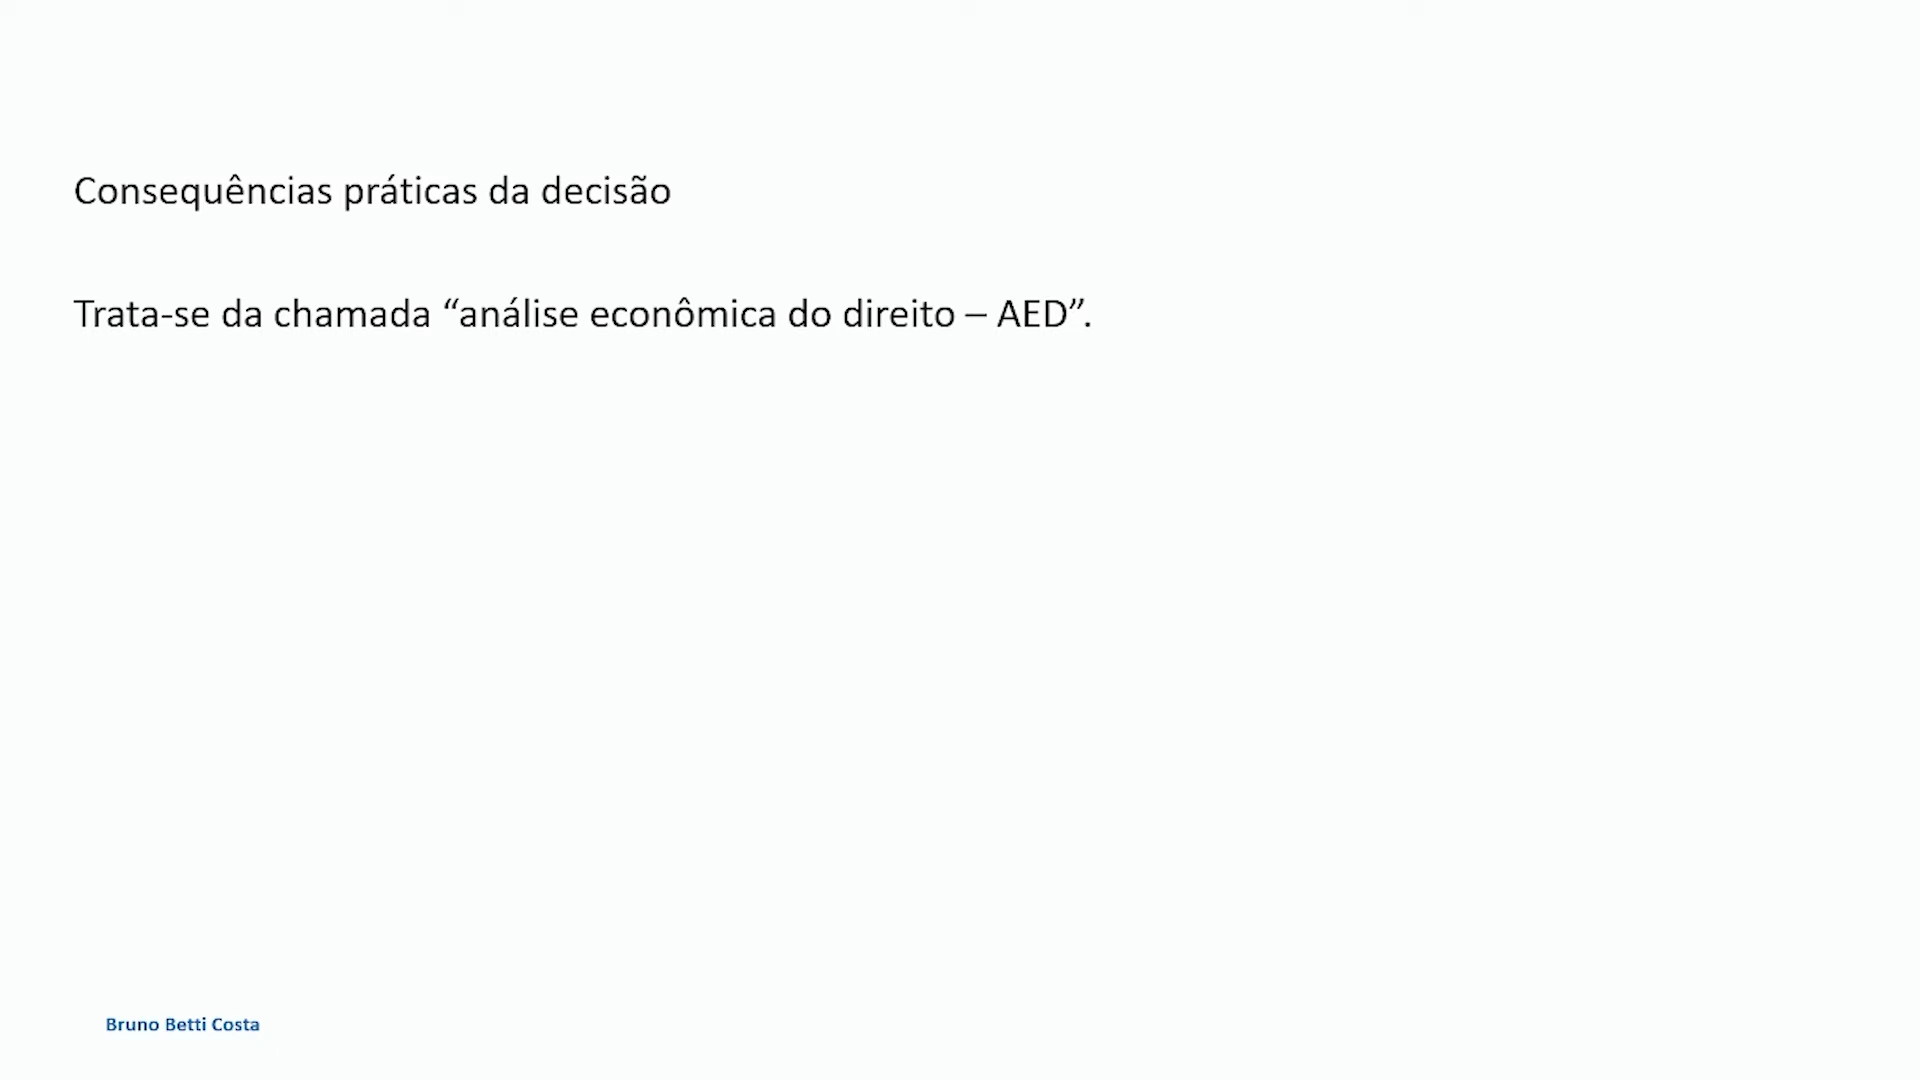 Consequências práticas da decisão
Trata-se da chamada “análise econômica do direito – AED”.
Bruno Betti Costa